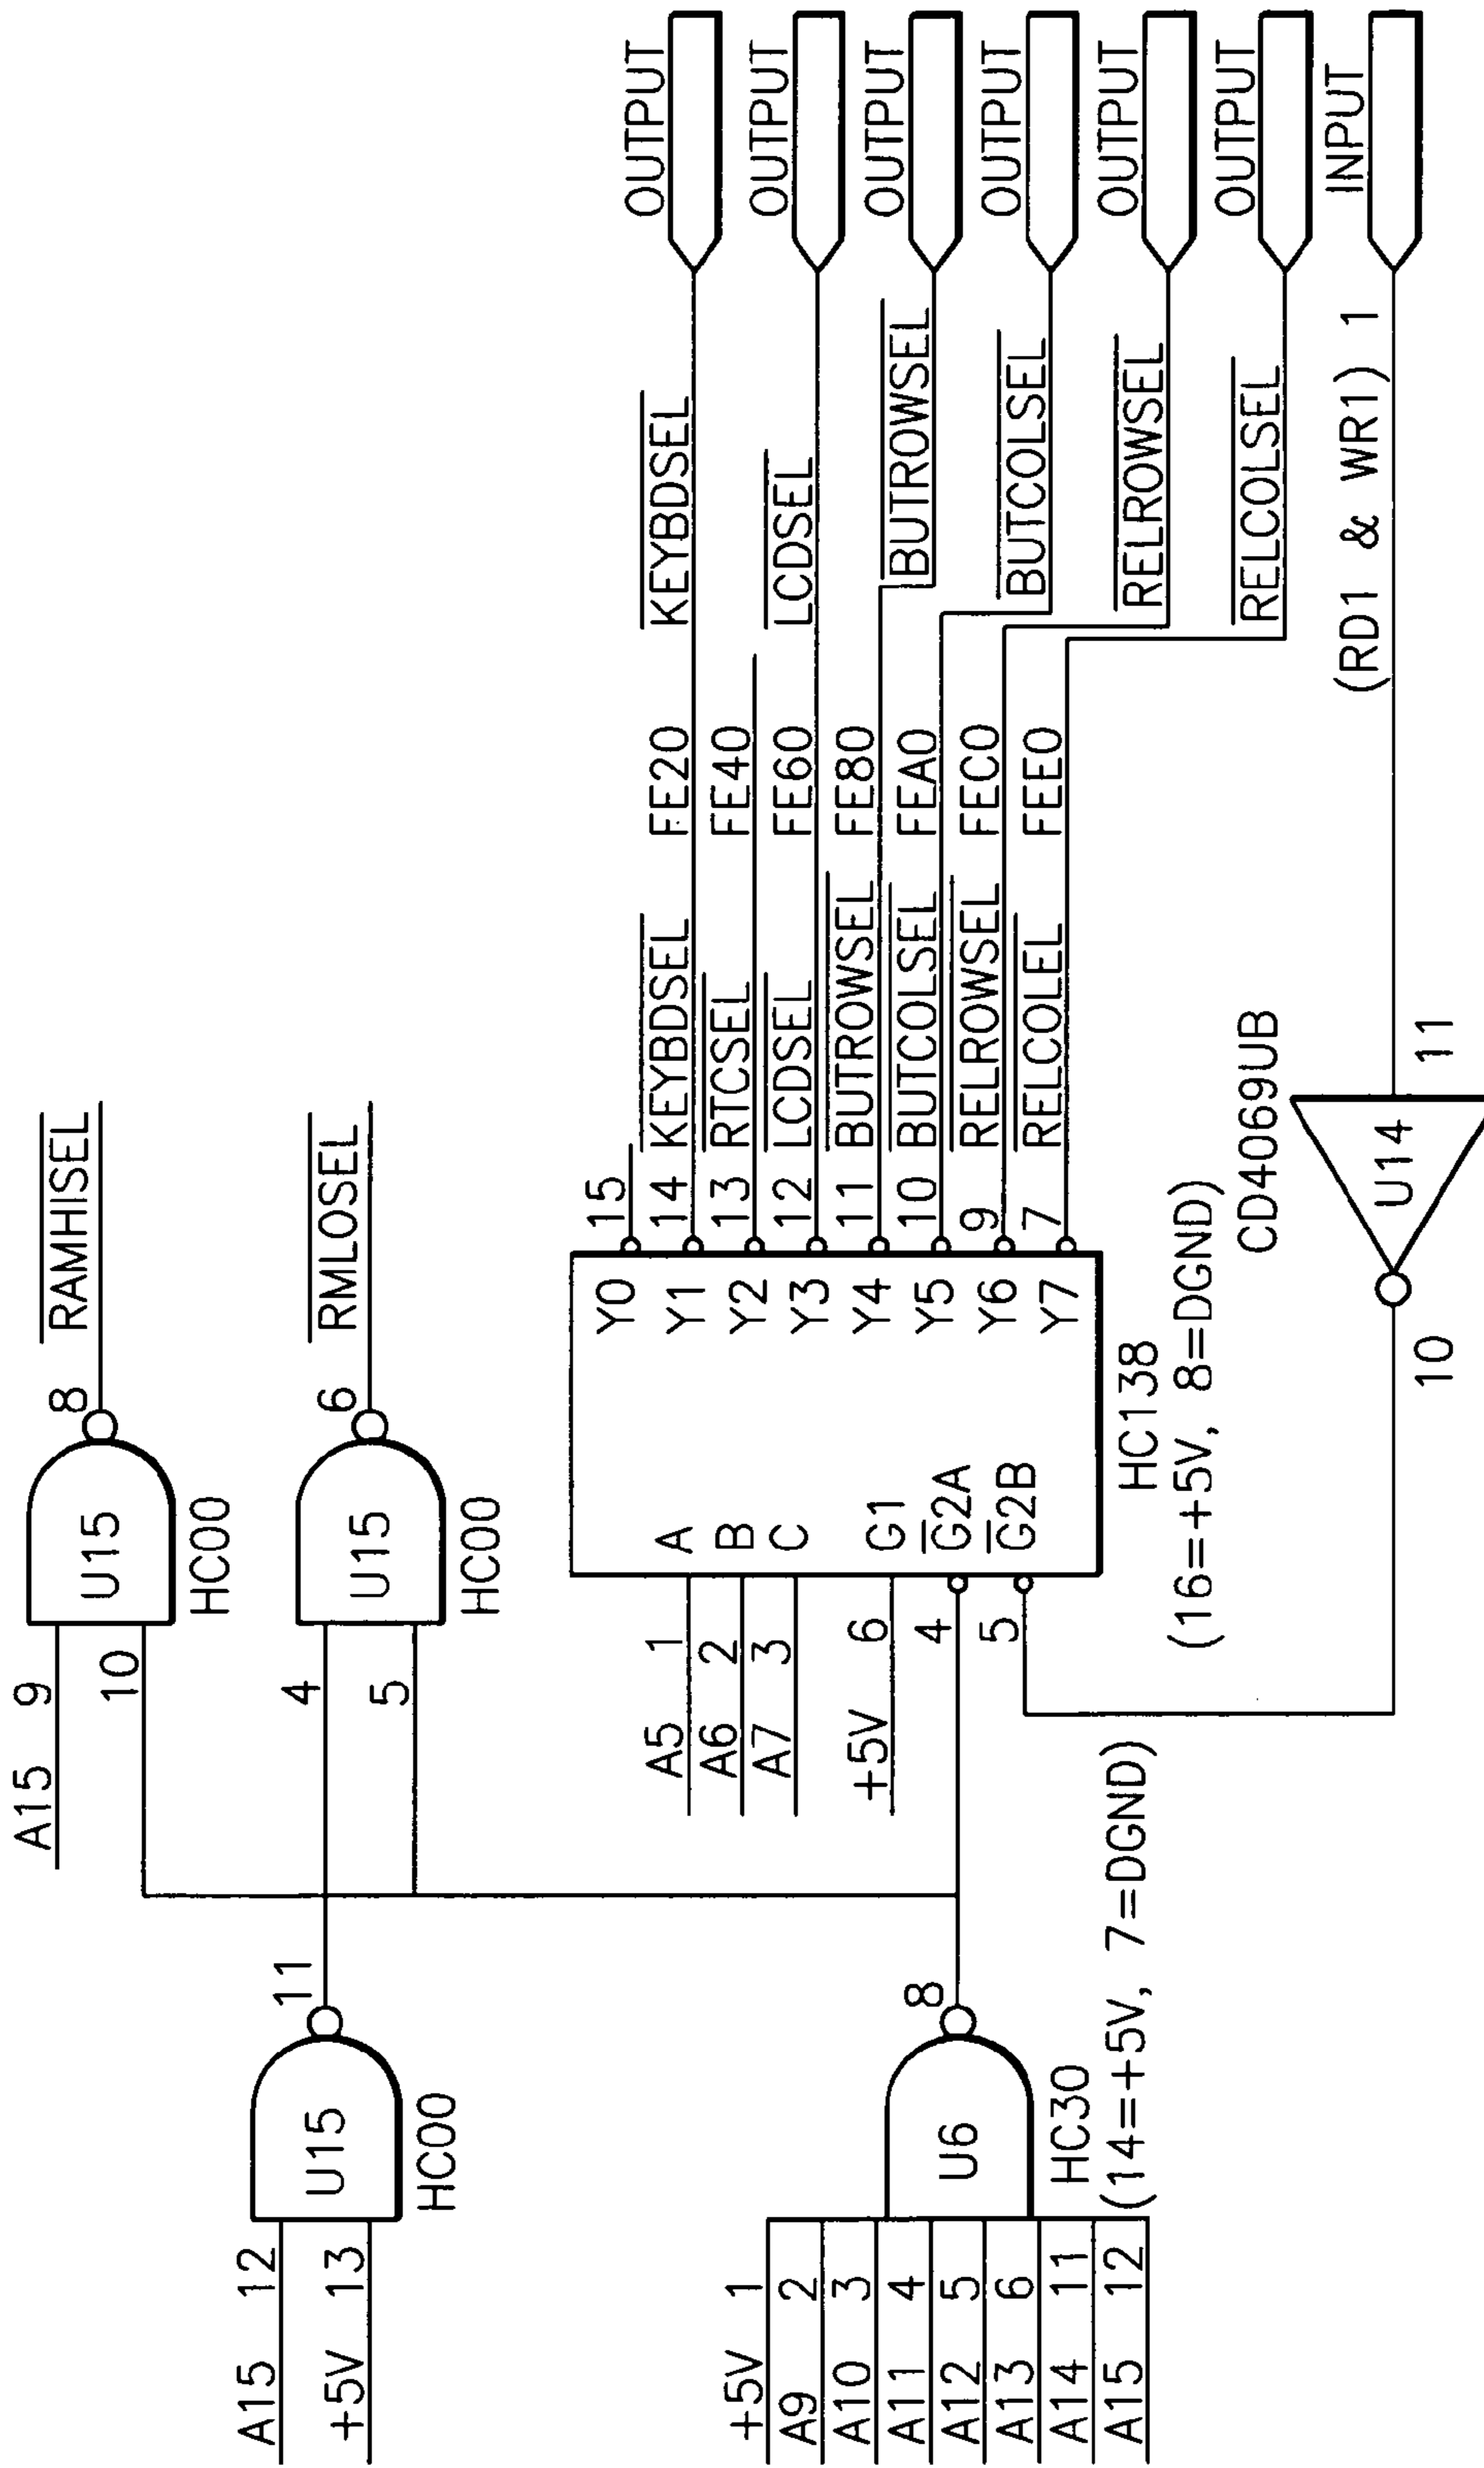 A15 9
10
U15
HC00
8
RAMHISEL
A15 12
+5V 13
U15
HC00
11
4
5
U15
HC00
6
RMLOSEL
+5V 1
A9 2
A10 3
A11 4
A12 5
A13 6
A14 11
A15 12
U6
HC30
(14=+5V, 7=DGND)
8
A5 1
A6 2
A7 3
+5V 6
4
5
A
B
C
G1
G2A
G2B
Y0
Y1
Y2
Y3
Y4
Y5
Y6
Y7
HC138
(16=+5V, 8=DGND)
15
14 KEYBDSEL FE20 KEYBDSEL OUTPUT
13 RTCSEL FE40
12 LCDSEL FE60 LCDSEL OUTPUT
11 BUTROWSEL FE80 BUTROWSEL OUTPUT
10 BUTCOLSEL FEA0 BUTCOLSEL OUTPUT
9 RELROWSEL FEC0 RELROWSEL OUTPUT
7 RELCOLEL FEE0 RELCOLSEL OUTPUT
CD4069UB
10
U14
11
(RD1 & WR1) 1 INPUT